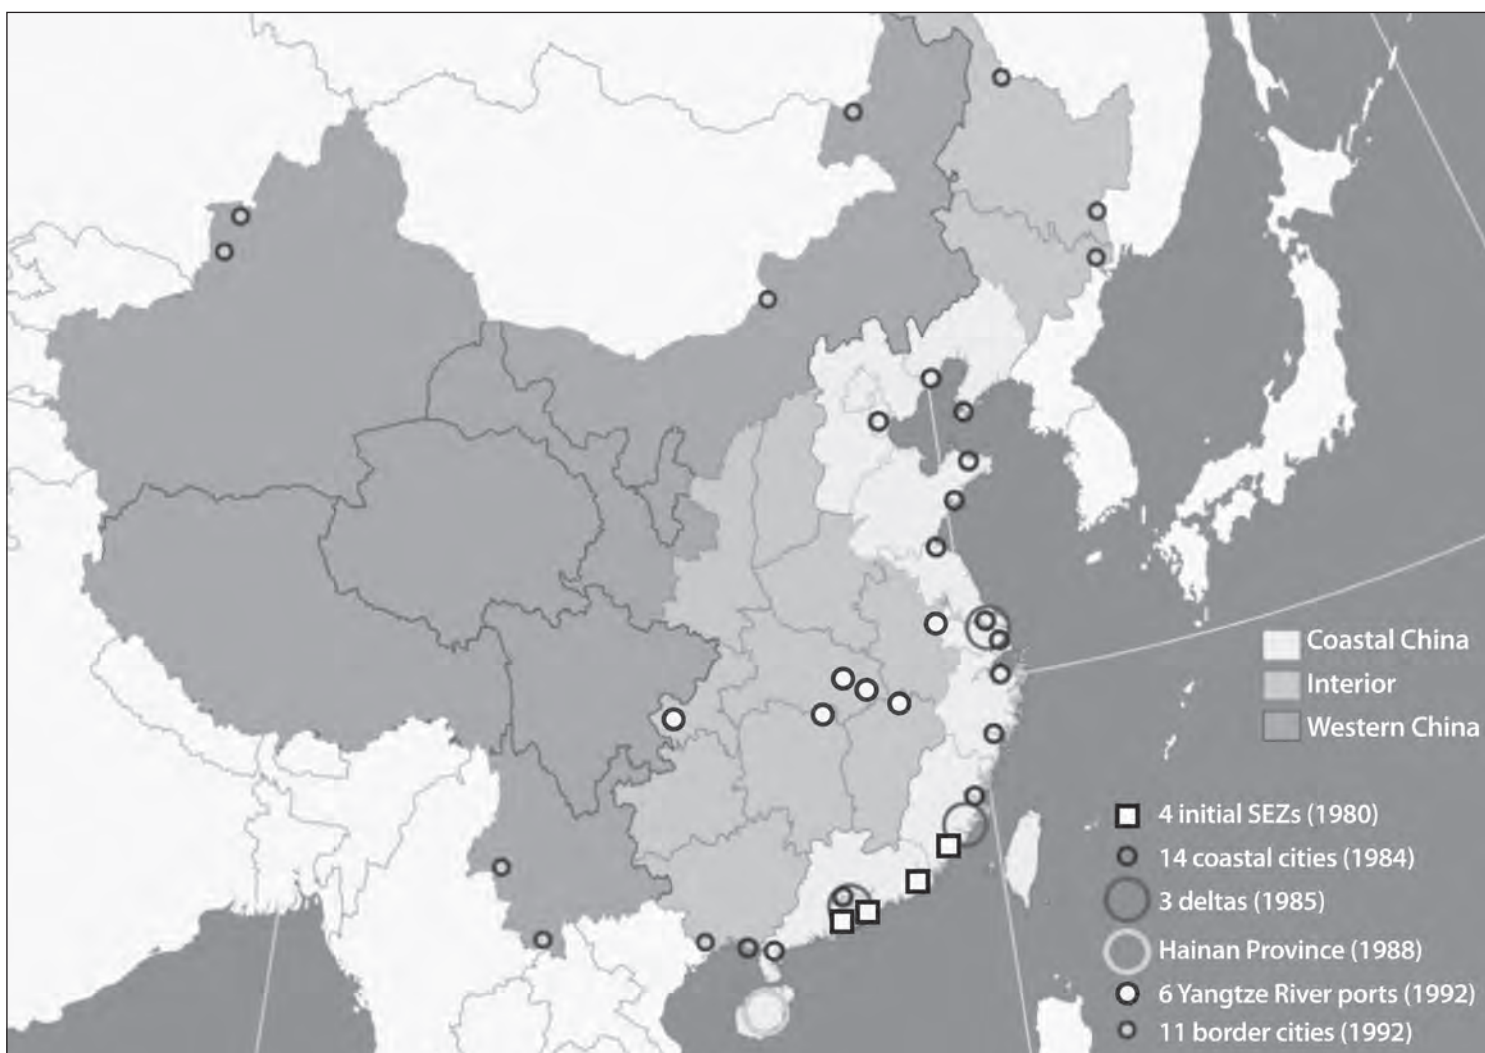 Coastal China
Interior
Western China
4 initial SEZs (1980)
14 coastal cities (1984)
3 deltas (1985)
Hainan Province (1988)
6 Yangtze River ports (1992)
11 border cities (1992)